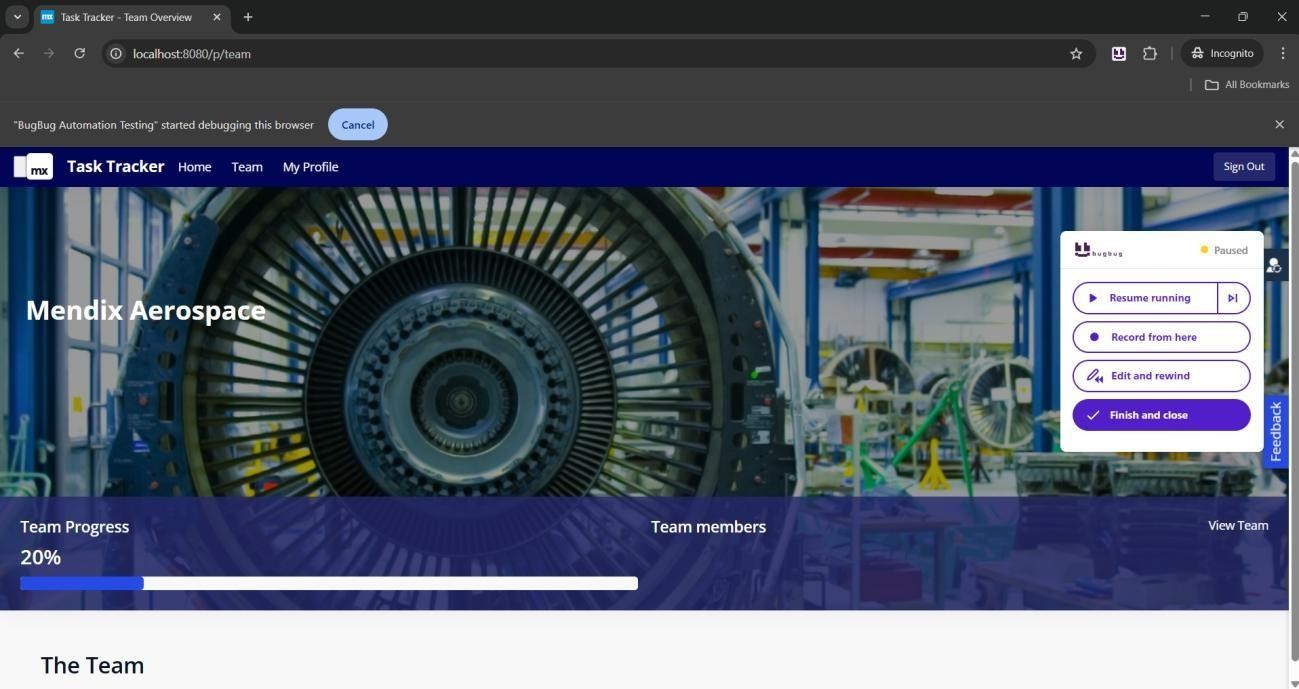 Task Tracker - Team Overview
localhost:8080/p/team
Incognito
All Bookmarks
"BugBug Automation Testing" started debugging this browser
Cancel
mx
Task Tracker
Home
Team
My Profile
Sign Out
Mendix Aerospace
bugbug
Paused
Resume running
Record from here
Edit and rewind
Finish and close
Feedback
Team Progress
Team members
View Team
20%
The Team